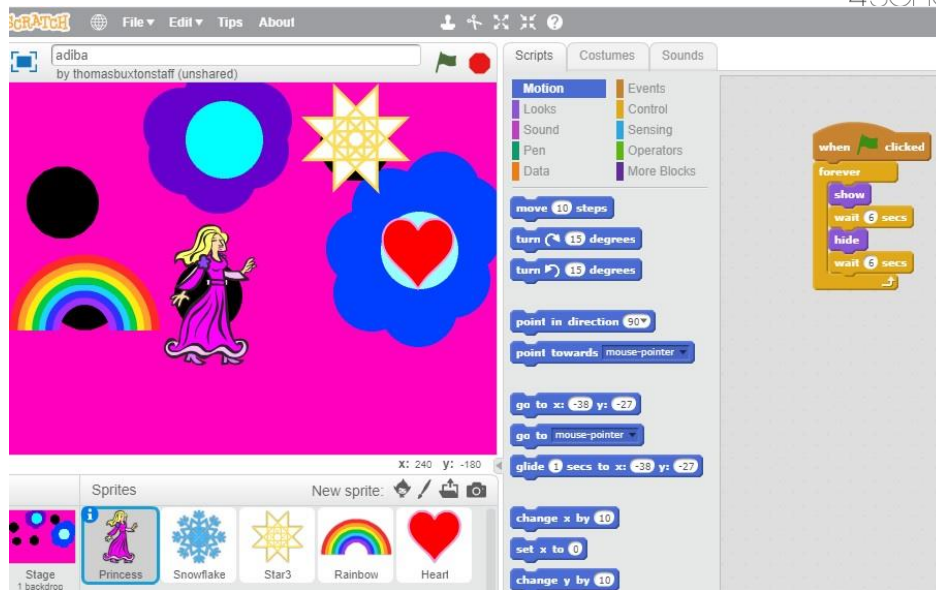 SCRATCH File▼ Edit▼ Tips About
adiba
by thomasbuxtonstaff (unshared)
Scripts Costumes Sounds
Motion Events
Looks Control
Sound Sensing
Pen Operators
Data More Blocks
move 10 steps
turn 15 degrees
turn 15 degrees
point in direction 90▼
point towards mouse-pointer
go to x: -38 y: -27
go to mouse-pointer
glide 1 secs to x: -38 y: -27
change x by 10
set x to 0
change y by 10
when clicked
forever
show
wait 6 secs
hide
wait 6 secs
X: 240 Y: -180
Sprites New sprite:
Stage
1 backdrop
Princess Snowflake Star3 Rainbow Heart